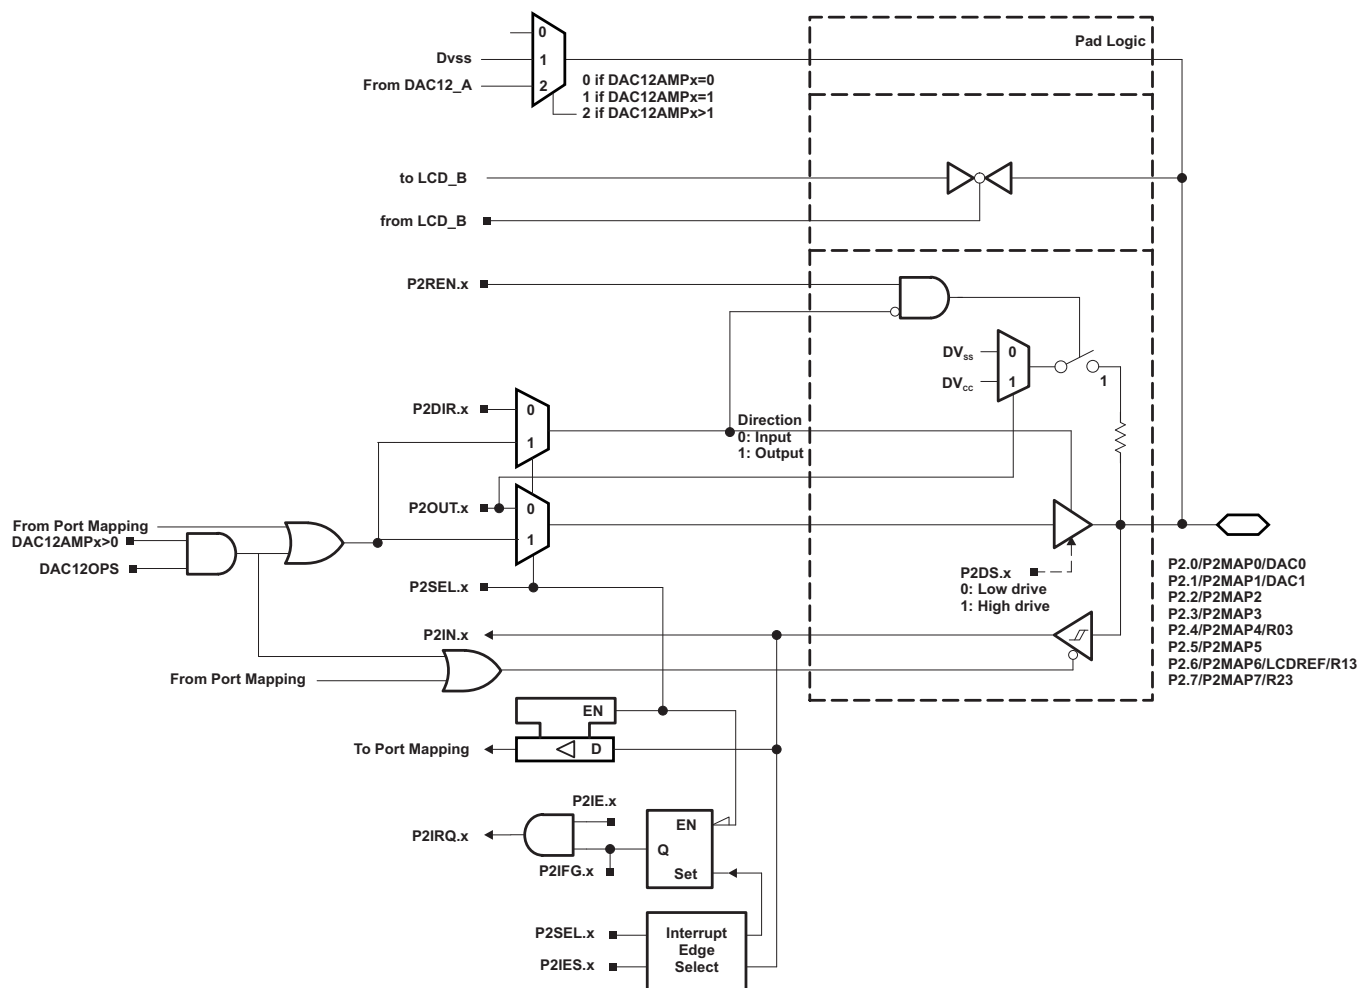 0
Pad Logic
Dvss
1
From DAC12_A
2
0 if DAC12AMPx=0
1 if DAC12AMPx=1
2 if DAC12AMPx>1
to LCD_B
from LCD_B
P2REN.x
DVss
0
DVcc
1
1
P2DIR.x
0
1
Direction
0: Input
1: Output
P2OUT.x
0
1
From Port Mapping
DAC12AMPx>0
DAC12OPS
P2SEL.x
P2DS.x
0: Low drive
1: High drive
P2.0/P2MAP0/DAC0
P2.1/P2MAP1/DAC1
P2.2/P2MAP2
P2.3/P2MAP3
P2.4/P2MAP4/R03
P2.5/P2MAP5
P2.6/P2MAP6/LCDREF/R13
P2.7/P2MAP7/R23
P2IN.x
From Port Mapping
EN
To Port Mapping
D
P2IE.x
EN
P2IRQ.x
Q
P2IFG.x
Set
P2SEL.x
P2IES.x
Interrupt
Edge
Select